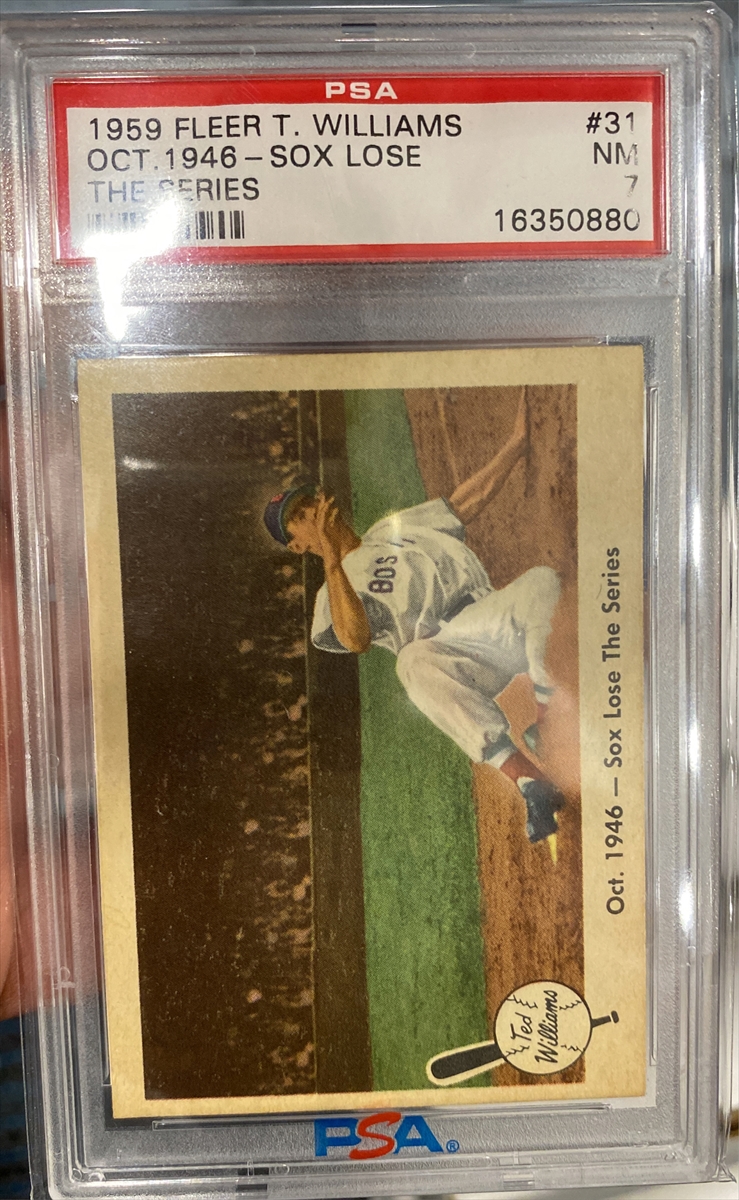 PSA
1959 FLEER T. WILLIAMS #31
OCT.1946 – SOX LOSE NM
THE SERIES 7
16350880
BOS
Oct. 1946 — Sox Lose The Series
Ted
Williams
PSA®